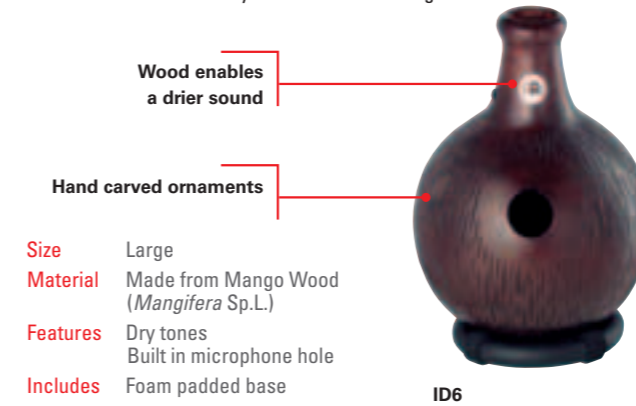 Wood enables
a drier sound
Hand carved ornaments
Size Large
Material Made from Mango Wood
(Mangifera Sp.L.)
Features Dry tones
Built in microphone hole
Includes Foam padded base
ID6